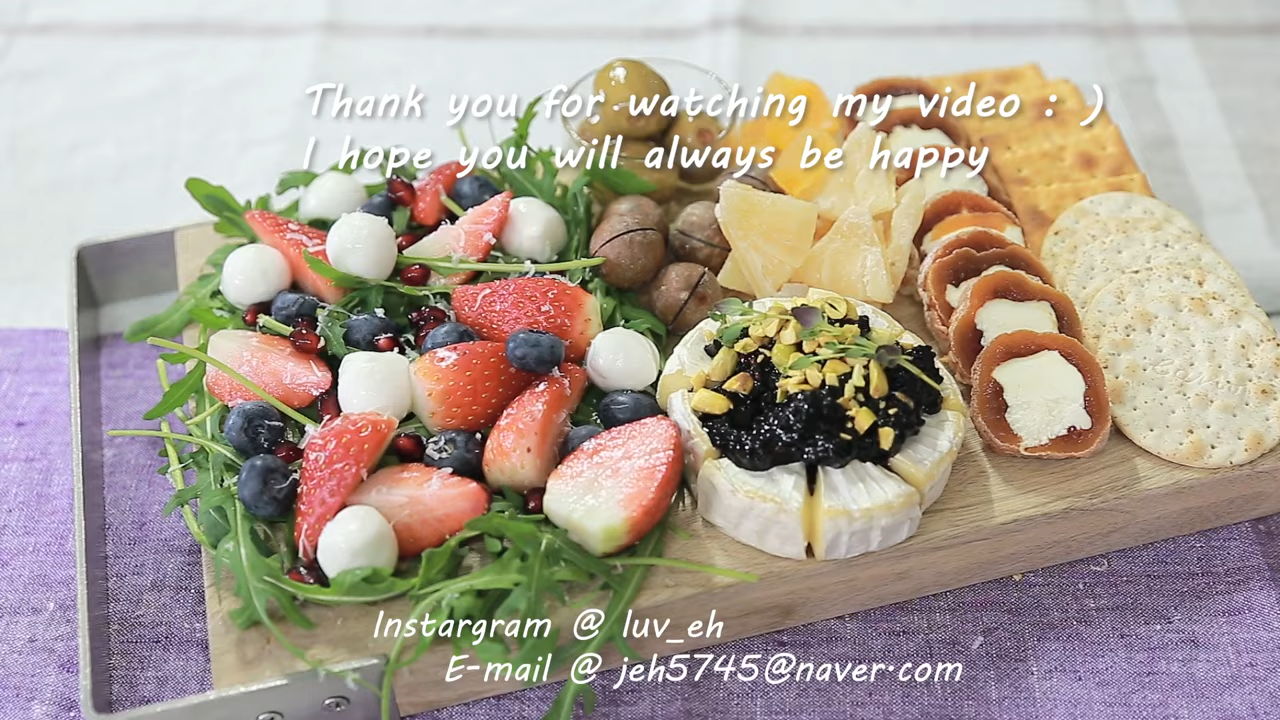 Thank you for watching my video : )
I hope you will always be happy
Instargram @ luv_eh
E-mail @ jeh5745@naver.com